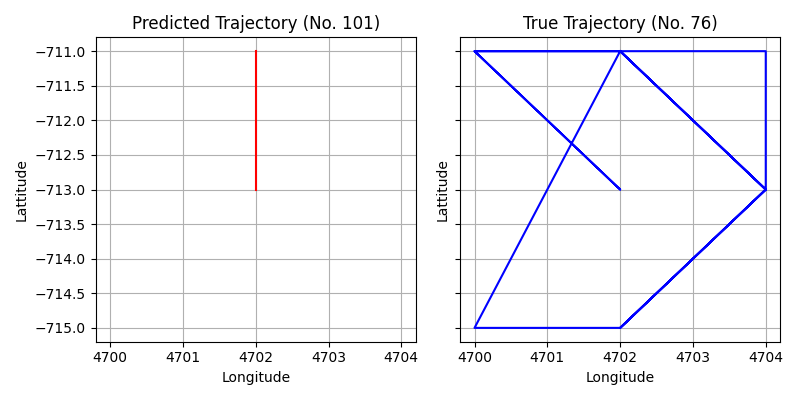 Predicted Trajectory (No. 101)
Lattitude
−711.0
−711.5
−712.0
−712.5
−713.0
−713.5
−714.0
−714.5
−715.0
4700 4701 4702 4703 4704
Longitude
True Trajectory (No. 76)
Lattitude
4700 4701 4702 4703 4704
Longitude